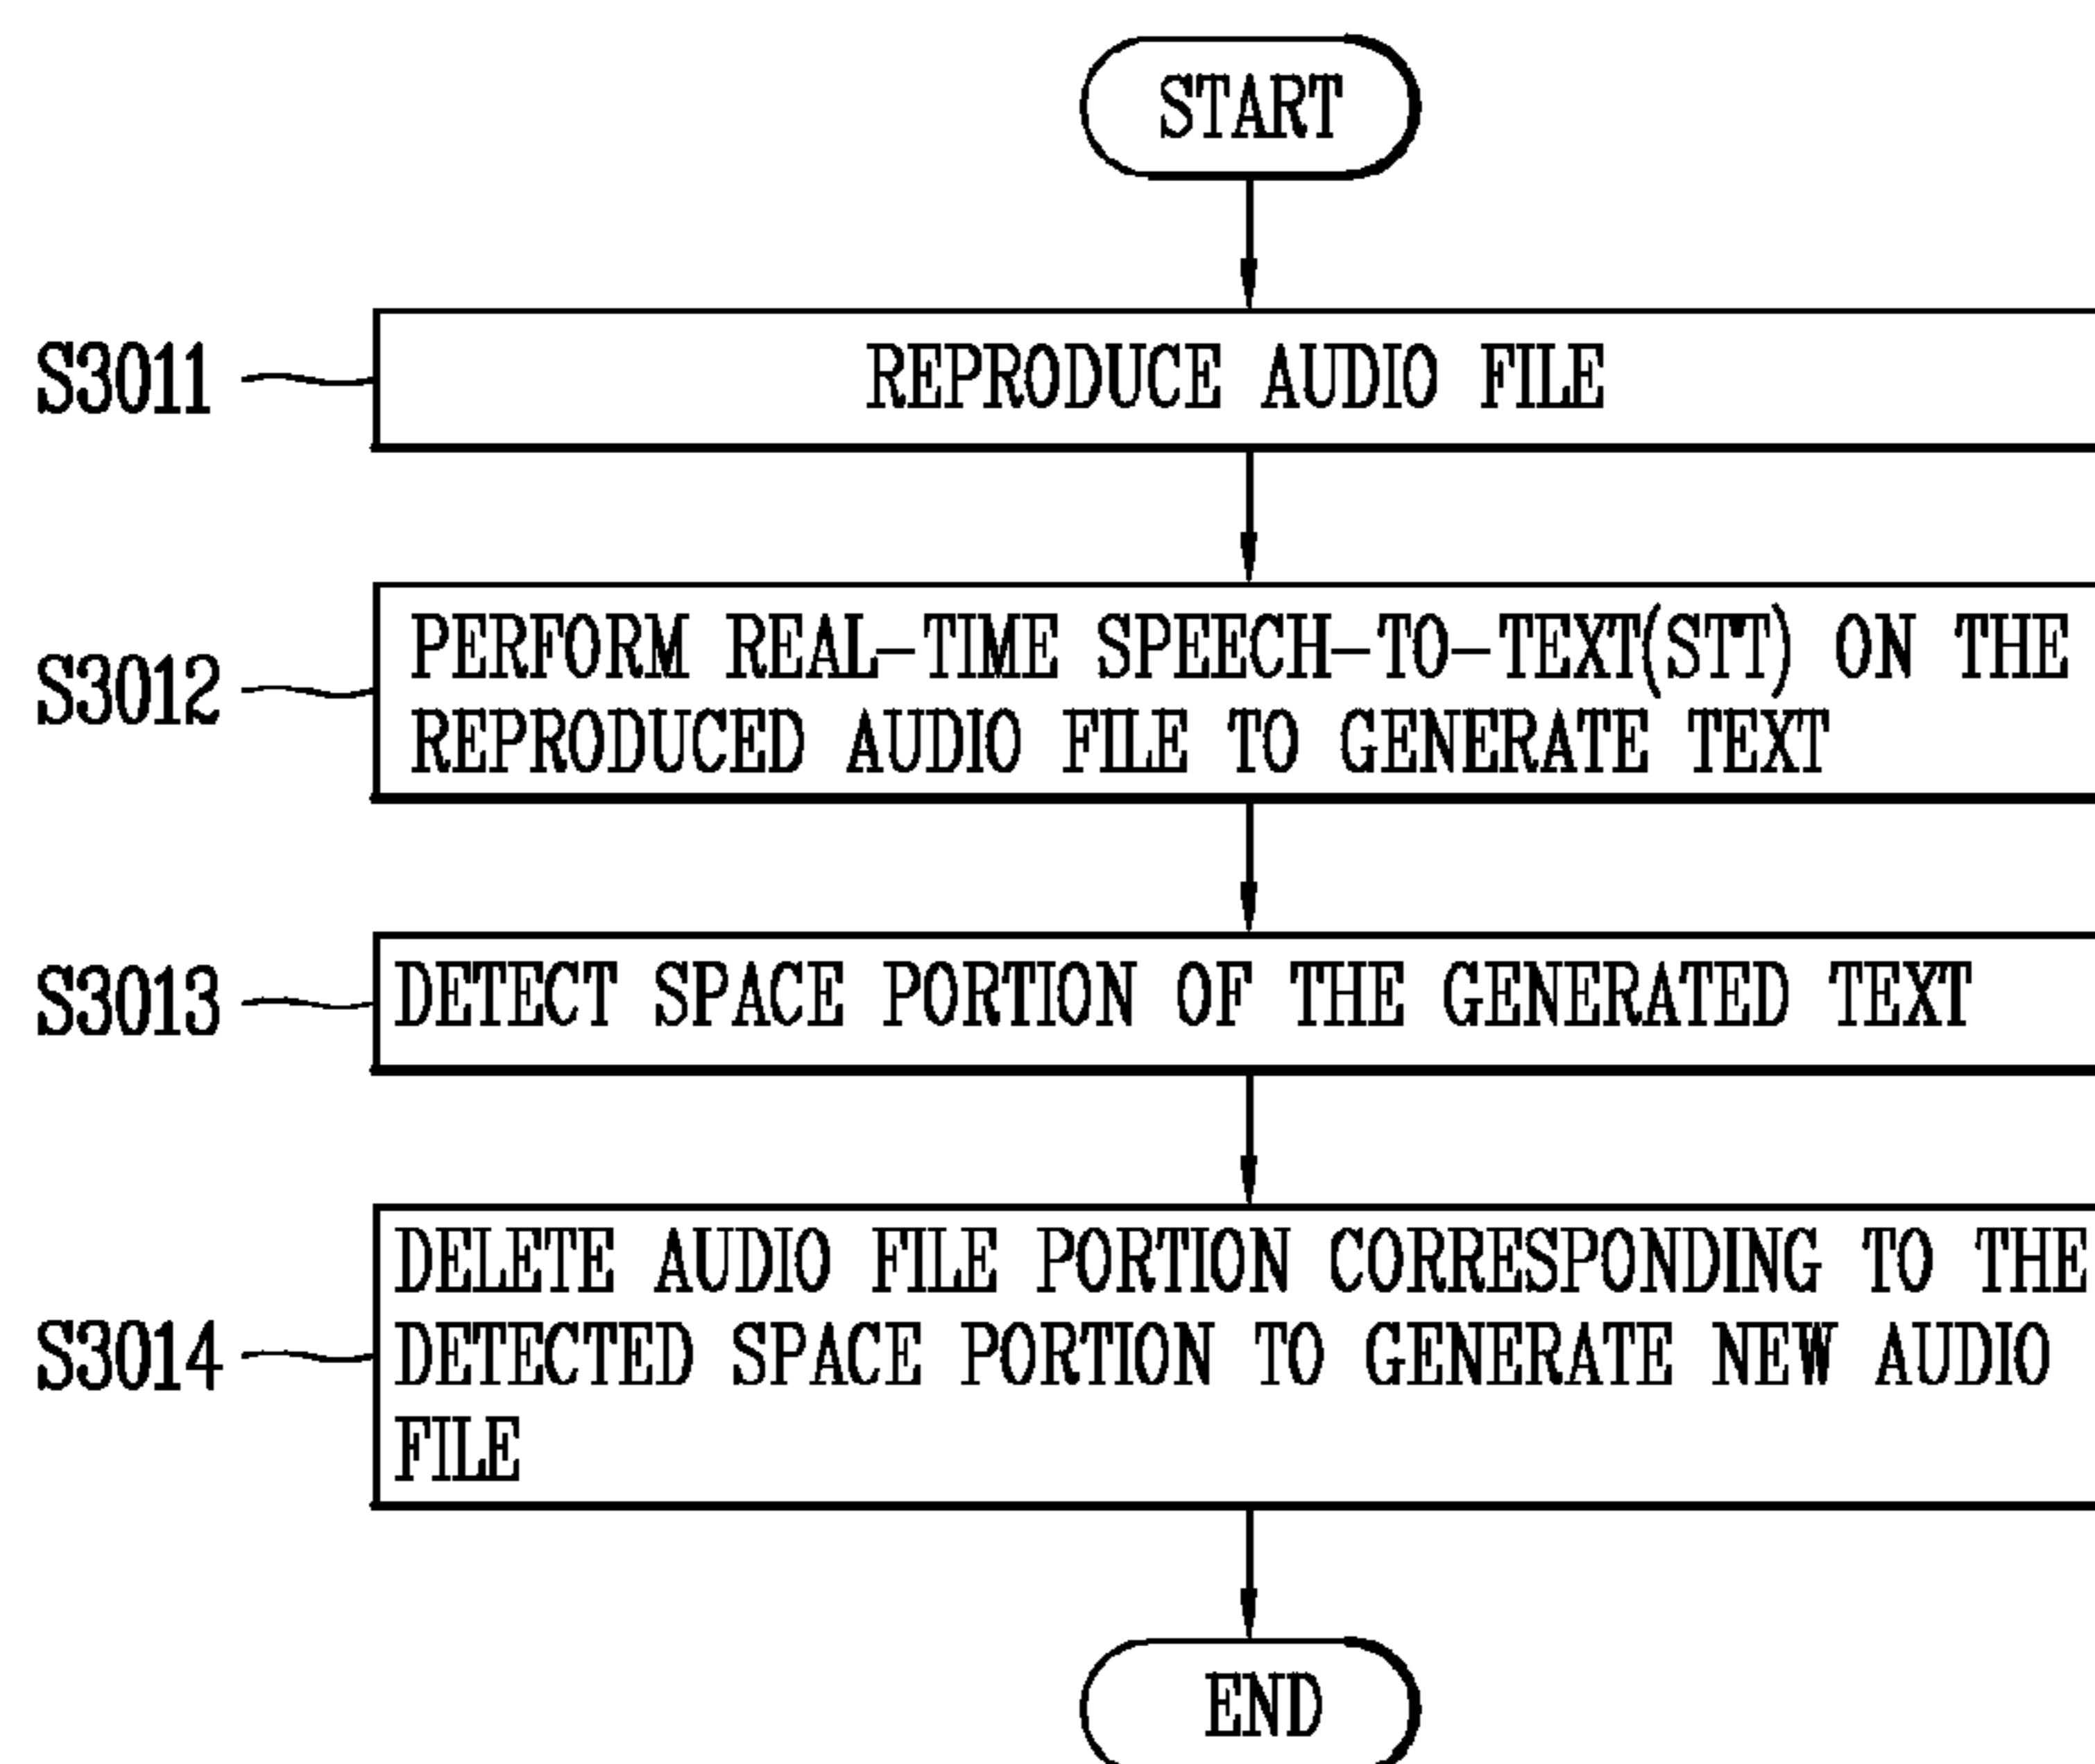 START
S3011
REPRODUCE AUDIO FILE
S3012
PERFORM REAL-TIME SPEECH-TO-TEXT(STT) ON THE
REPRODUCED AUDIO FILE TO GENERATE TEXT
S3013
DETECT SPACE PORTION OF THE GENERATED TEXT
S3014
DELETE AUDIO FILE PORTION CORRESPONDING TO THE
DETECTED SPACE PORTION TO GENERATE NEW AUDIO
FILE
END